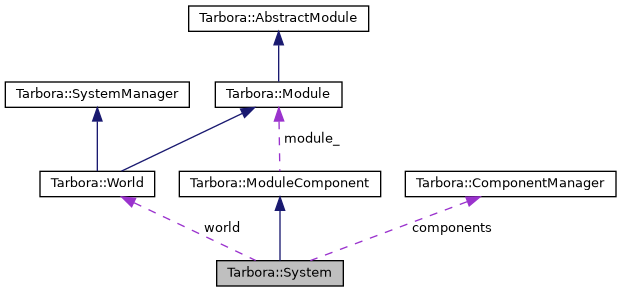 Tarbora::AbstractModule
Tarbora::SystemManager
Tarbora::Module
module_
Tarbora::World
Tarbora::ModuleComponent
Tarbora::ComponentManager
world
components
Tarbora::System